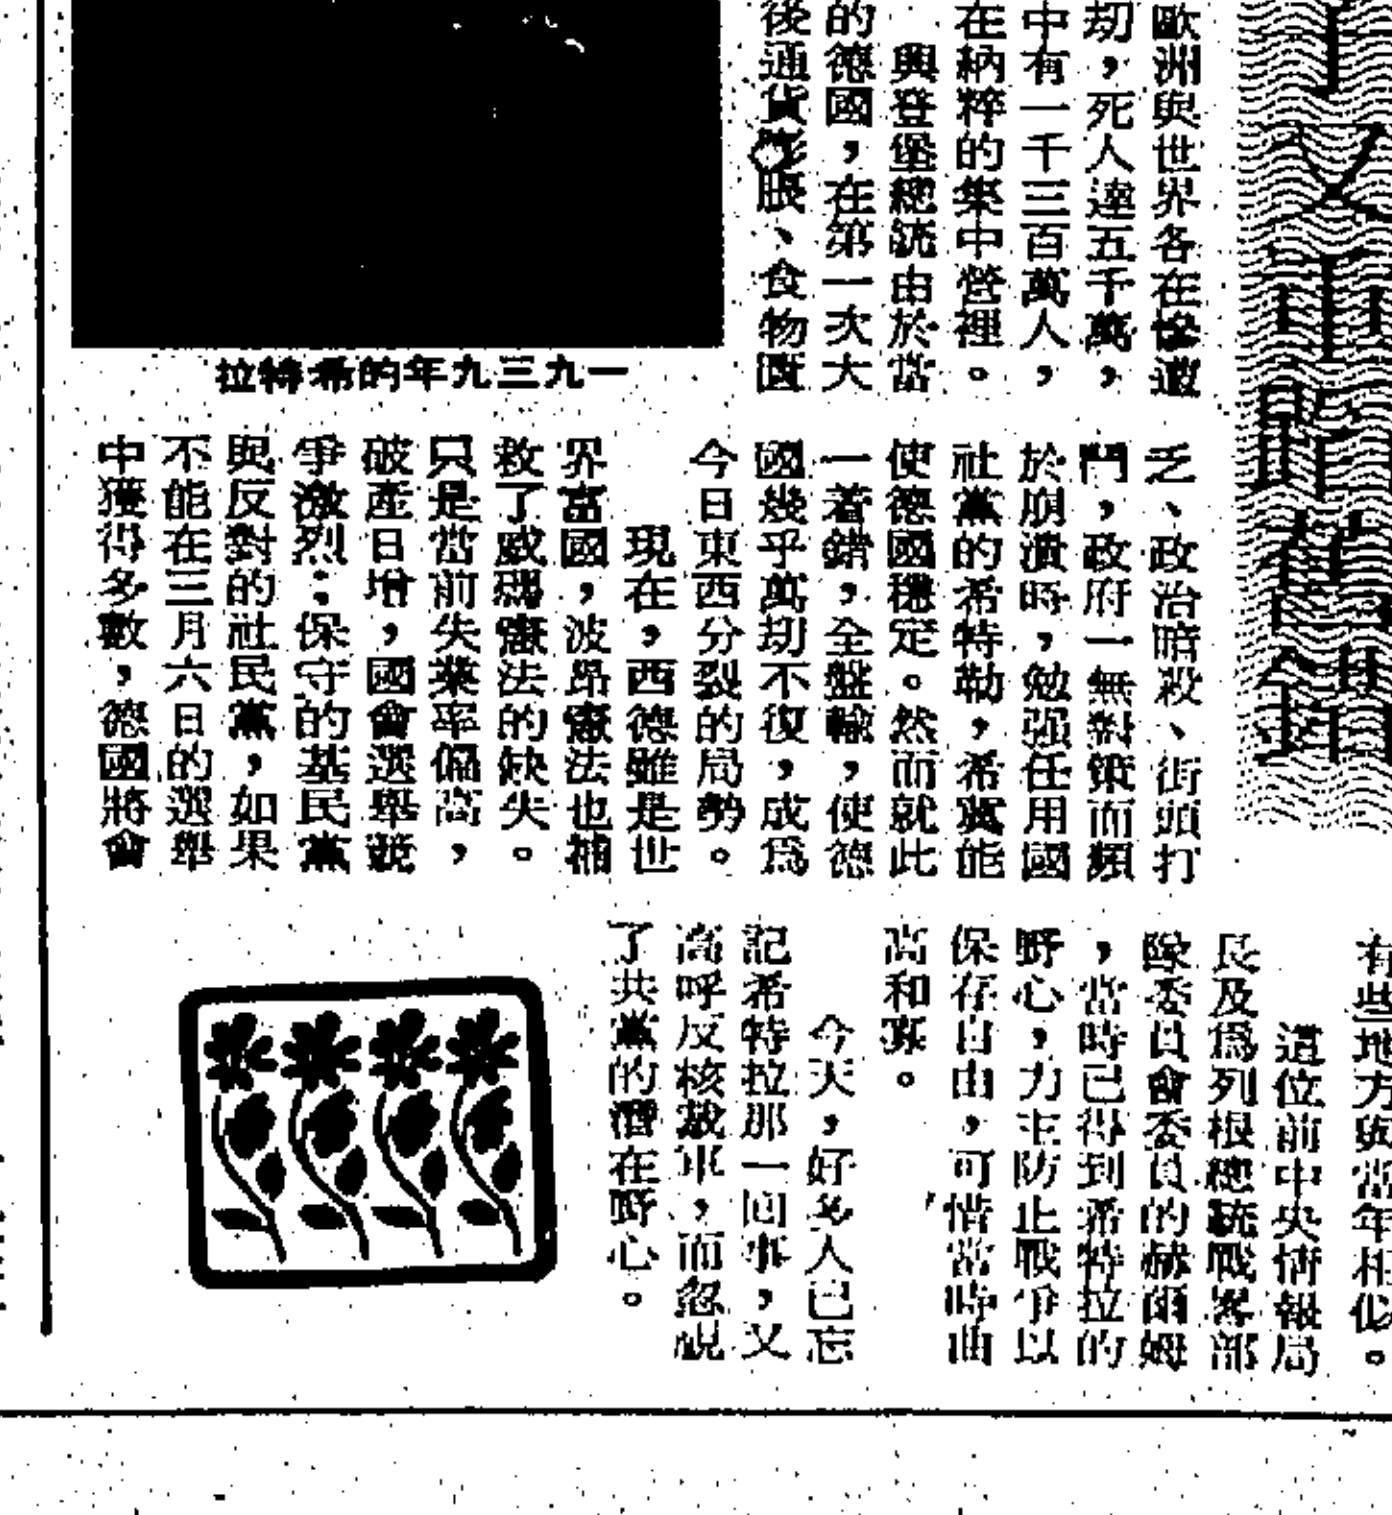 歐洲與世界各在慘遭
刧,死人達五千萬,
中有一千三百萬人,
在納粹的集中營裡。
興登堡總統由於當
的德國,在第一次大
後通貨膨脹、食物匱
一九三九年的希特拉
乏、政治暗殺、街頭打
鬥,政府一無對策而頻
於崩潰時,勉强任用國
社黨的希特勒,希冀能
使德國穩定。然而就此
一着錯,全盤輸,使德
國幾乎萬刧不復,成爲
今日東西分裂的局勢。
現在,西德雖是世
界富國,波昂憲法也補
救了威瑪憲法的缺失。
只是當前失業率偏高,
破產日增,國會選舉競
爭激烈:保守的基民黨
與反對的社民黨,如果
不能在三月六日的選舉
中獲得多數,德國將會
有些地方與當年相似。
這位前中央情報局
長及爲列根總統戰畧部
隊委員會委員的赫爾姆
,當時已得到希特拉的
野心,力主防止戰爭以
保存自由,可惜當時曲
高和寡。
今天,好多人已忘
記希特拉那一回事,又
高呼反核裁軍,而忽視
了共黨的潛在野心。